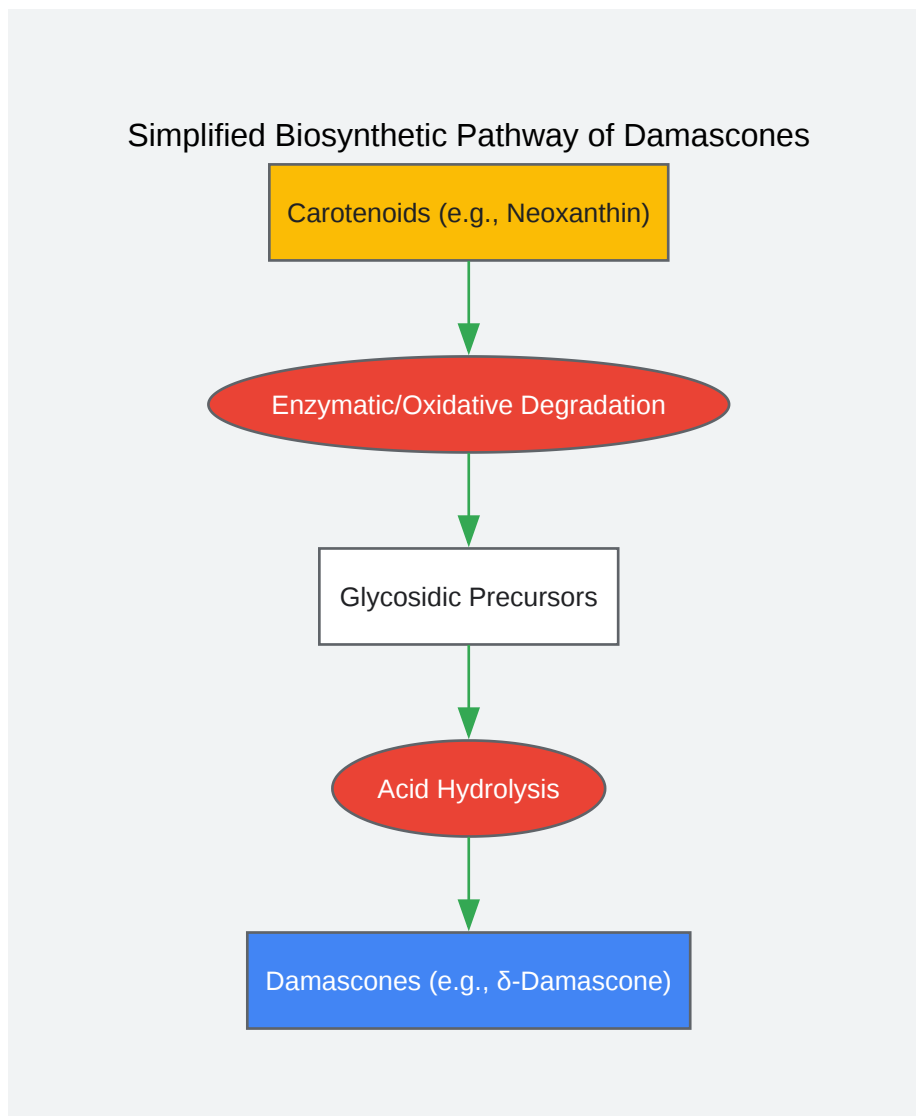 Simplified Biosynthetic Pathway of Damascones
Carotenoids (e.g., Neoxanthin)
Enzymatic/Oxidative Degradation
Glycosidic Precursors
Acid Hydrolysis
Damascones (e.g., δ-Damascone)